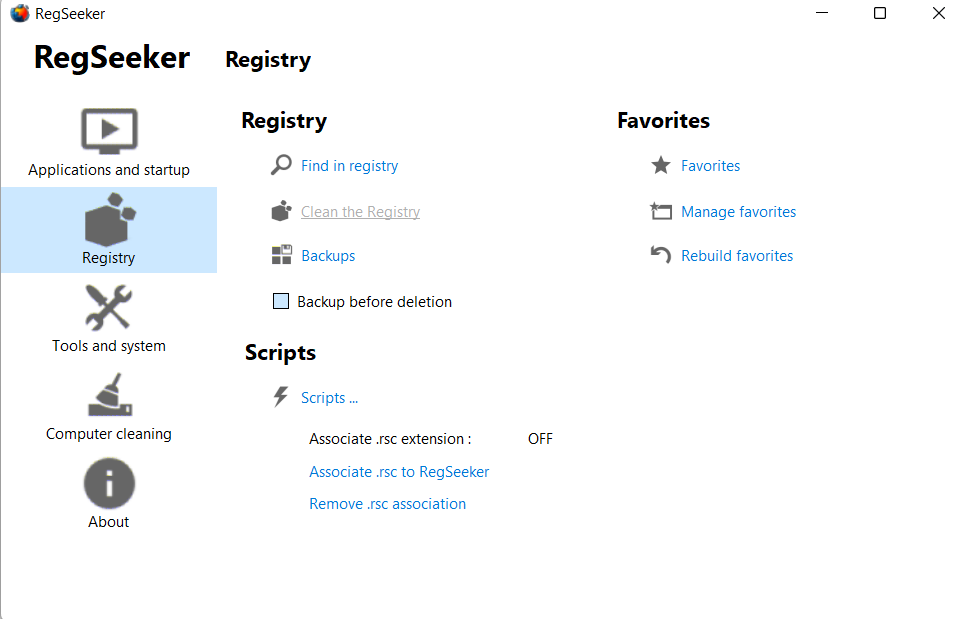 RegSeeker
RegSeeker
Registry
Applications and startup
Registry
Tools and system
Computer cleaning
About
Registry
Find in registry
Clean the Registry
Backups
Backup before deletion
Scripts
Scripts ...
Associate .rsc extension : OFF
Associate .rsc to RegSeeker
Remove .rsc association
Favorites
Favorites
Manage favorites
Rebuild favorites